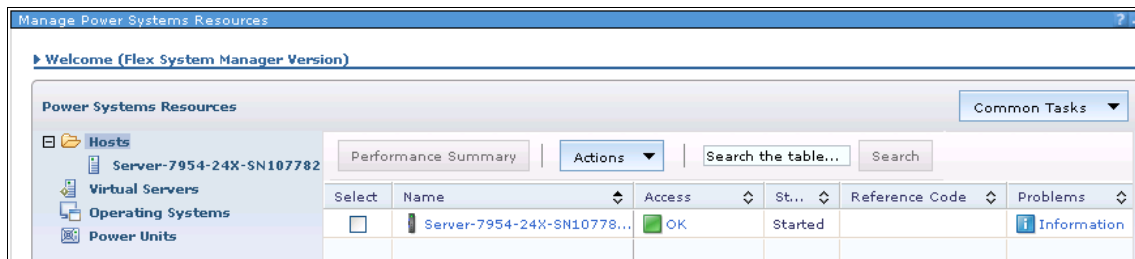 Manage Power Systems Resources
?
Welcome (Flex System Manager Version)
Power Systems Resources
Common Tasks
Hosts
Server-7954-24X-SN107782
Virtual Servers
Operating Systems
Power Units
Performance Summary | Actions | Search the table... Search
Select Name Access St... Reference Code Problems
Server-7954-24X-SN10778... OK Started Information